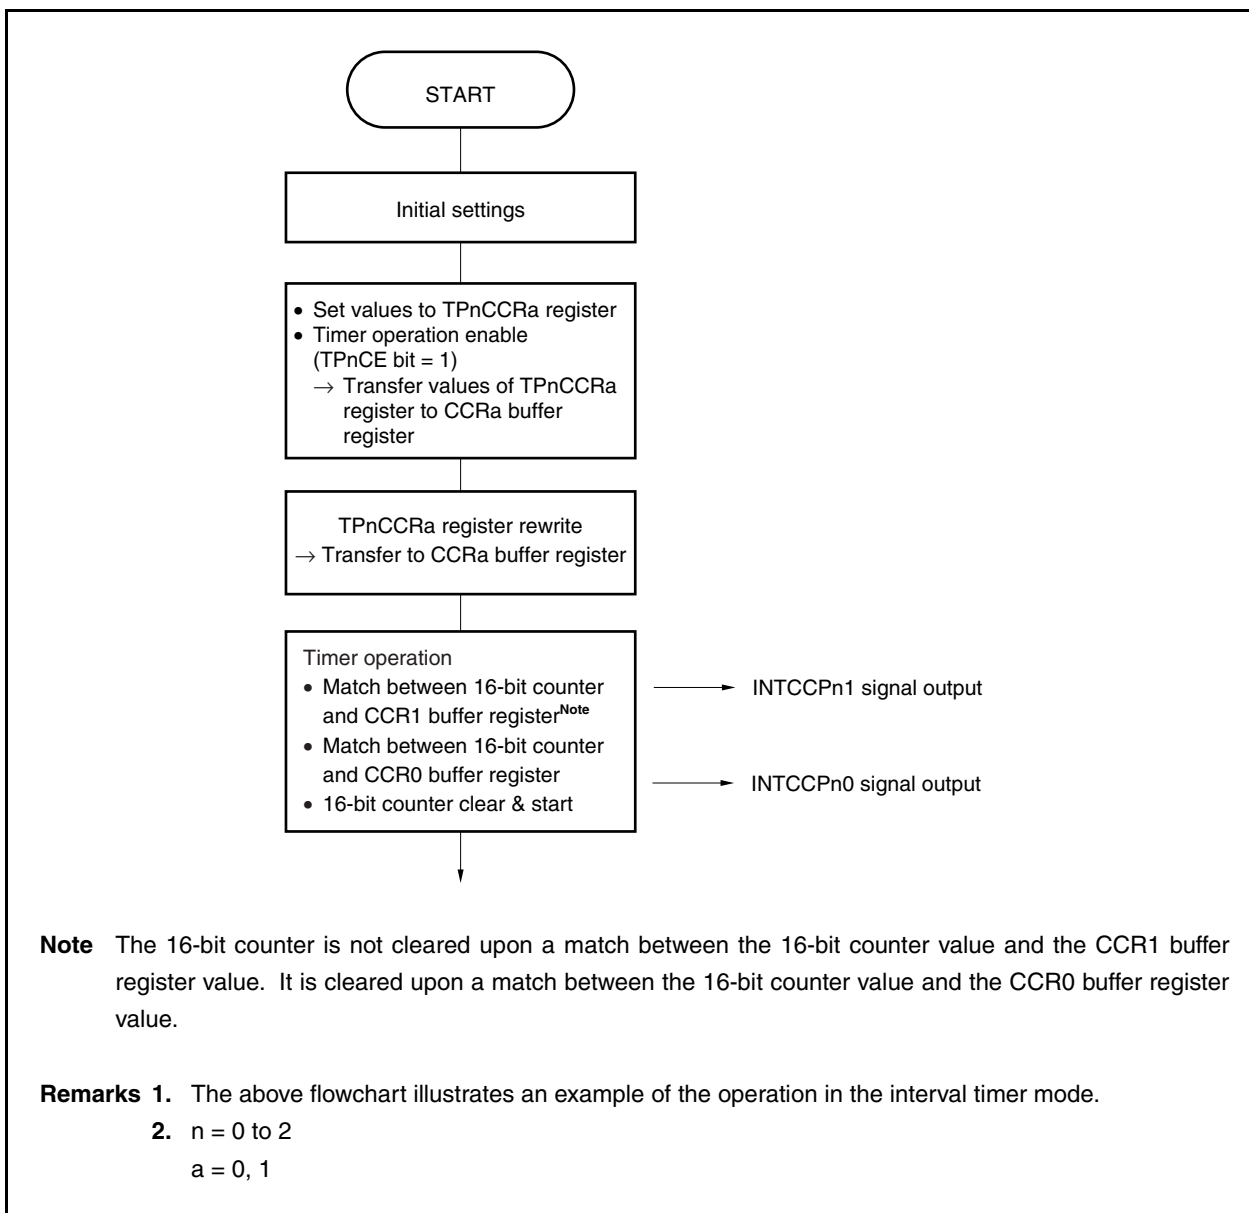 START
Initial settings
• Set values to TPnCCRa register
• Timer operation enable
(TPnCE bit = 1)
→ Transfer values of TPnCCRa
register to CCRa buffer
register
TPnCCRa register rewrite
→ Transfer to CCRa buffer register
Timer operation
• Match between 16-bit counter
and CCR1 buffer registerNote
• Match between 16-bit counter
and CCR0 buffer register
• 16-bit counter clear & start
INTCCPn1 signal output
INTCCPn0 signal output
Note The 16-bit counter is not cleared upon a match between the 16-bit counter value and the CCR1 buffer
register value. It is cleared upon a match between the 16-bit counter value and the CCR0 buffer register
value.
Remarks 1. The above flowchart illustrates an example of the operation in the interval timer mode.
2. n = 0 to 2
a = 0, 1